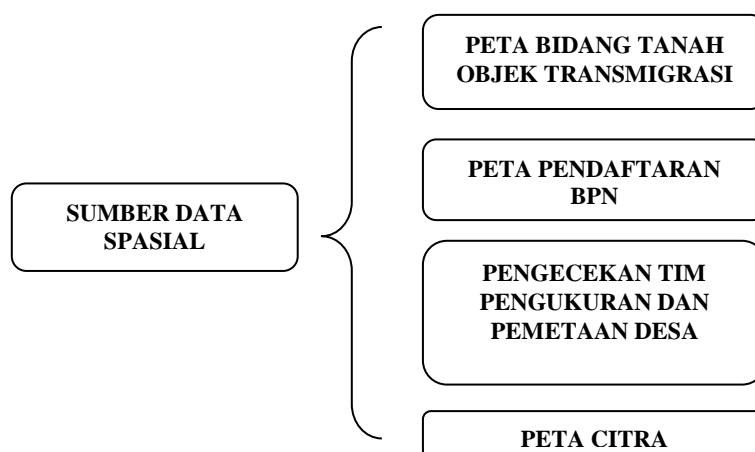 SUMBER DATA
SPASIAL
PETA BIDANG TANAH
OBJEK TRANSMIGRASI
PETA PENDAFTARAN
BPN
PENGECEKAN TIM
PENGUKURAN DAN
PEMETAAN DESA
PETA CITRA